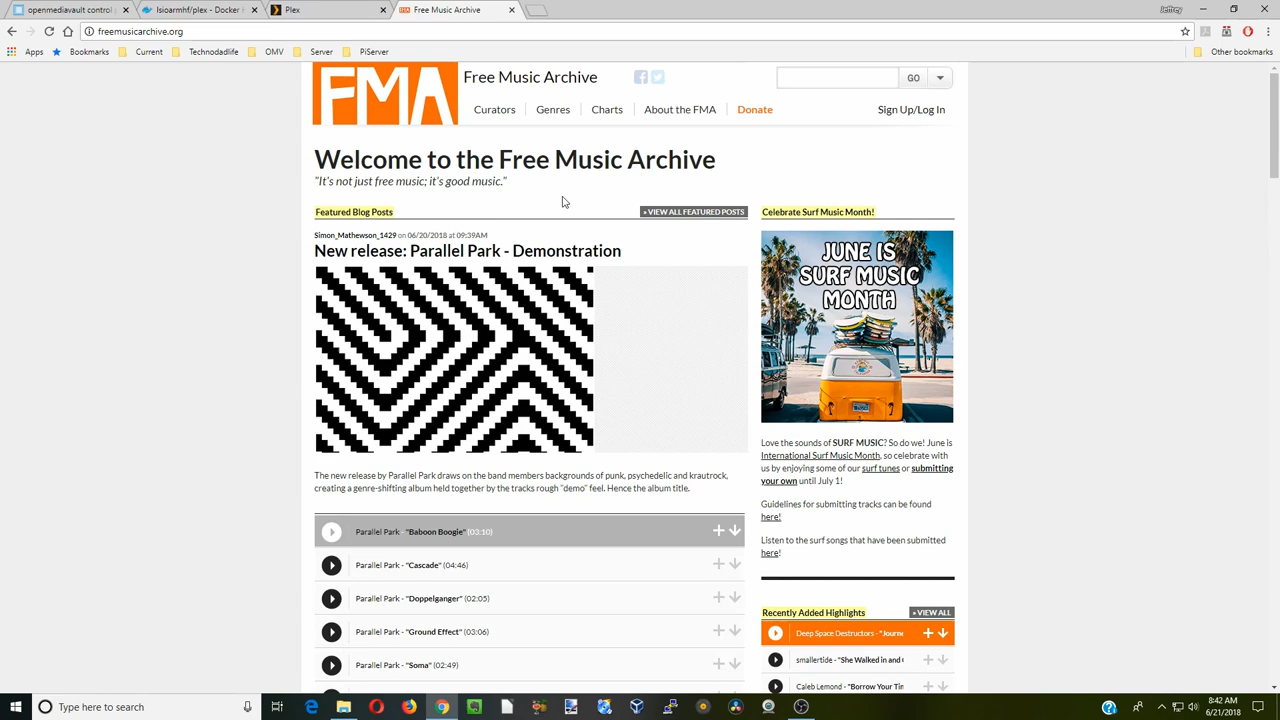 openmediavault control p
lsioarmhf/plex - Docker H
Plex
Free Music Archive
Jeffrey
freemusicarchive.org
Apps
Bookmarks
Current
Technodadlife
OMV
Server
PiServer
Other bookmarks
FMA
Free Music Archive
GO
Curators
Genres
Charts
About the FMA
Donate
Sign Up/Log In
Welcome to the Free Music Archive
"It's not just free music; it's good music."
Featured Blog Posts
» VIEW ALL FEATURED POSTS
Simon_Mathewson_1429 on 06/20/2018 at 09:39AM
New release: Parallel Park - Demonstration
The new release by Parallel Park draws on the band members backgrounds of punk, psychedelic and krautrock,
creating a genre-shifting album held together by the tracks rough "demo" feel. Hence the album title.
Parallel Park - "Baboon Boogie" (03:10)
Parallel Park - "Cascade" (04:46)
Parallel Park - "Doppelganger" (02:05)
Parallel Park - "Ground Effect" (03:06)
Parallel Park - "Soma" (02:49)
Celebrate Surf Music Month!
JUNE IS
SURF MUSIC
MONTH
Love the sounds of SURF MUSIC? So do we! June is
International Surf Music Month, so celebrate with
us by enjoying some of our surf tunes or submitting
your own until July 1!
Guidelines for submitting tracks can be found
here!
Listen to the surf songs that have been submitted
here!
Recently Added Highlights
» VIEW ALL
Deep Space Destructors - "Journe
smallertide - "She Walked in and
Caleb Lemond - "Borrow Your Tin
Type here to search
8:42 AM
6/21/2018